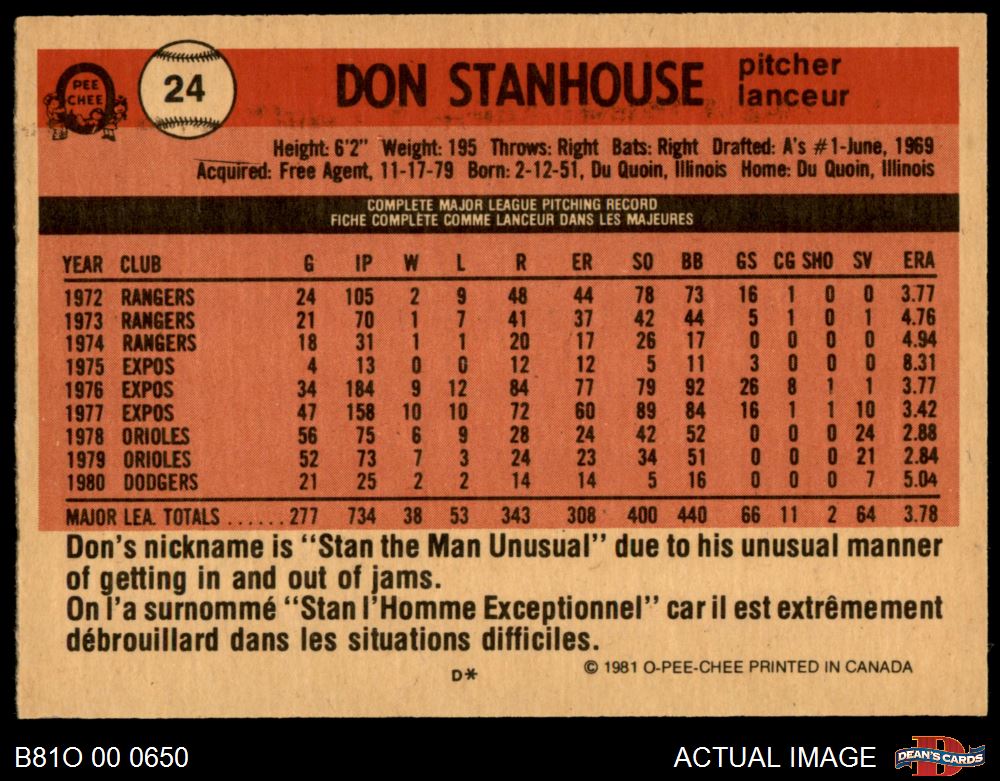 PEE
CHEE
24
DON STANHOUSE
pitcher
lanceur
Height: 6'2" Weight: 195 Throws: Right Bats: Right Drafted: A's #1-June, 1969
Acquired: Free Agent, 11-17-79 Born: 2-12-51, Du Quoin, Illinois Home: Du Quoin, Illinois
COMPLETE MAJOR LEAGUE PITCHING RECORD
FICHE COMPLÈTE COMME LANCEUR DANS LES MAJEURES
YEAR CLUB G IP W L R ER SO BB GS CG SHO SV ERA
1972 RANGERS 24 105 2 9 48 44 78 73 16 1 0 0 3.77
1973 RANGERS 21 70 1 7 41 37 42 44 5 1 0 1 4.76
1974 RANGERS 18 31 1 1 20 17 26 17 0 0 0 0 4.94
1975 EXPOS 4 13 0 0 12 12 5 11 3 0 0 0 8.31
1976 EXPOS 34 184 9 12 84 77 79 92 26 8 1 1 3.77
1977 EXPOS 47 158 10 10 72 60 89 84 16 1 1 10 3.42
1978 ORIOLES 56 75 6 9 28 24 42 52 0 0 0 24 2.88
1979 ORIOLES 52 73 7 3 24 23 34 51 0 0 0 21 2.84
1980 DODGERS 21 25 2 2 14 14 5 16 0 0 0 7 5.04
MAJOR LEA. TOTALS ...... 277 734 38 53 343 308 400 440 66 11 2 64 3.78
Don's nickname is "Stan the Man Unusual" due to his unusual manner
of getting in and out of jams.
On l'a surnommé "Stan l'Homme Exceptionnel" car il est extrêmement
débrouillard dans les situations difficiles.
D* © 1981 O-PEE-CHEE PRINTED IN CANADA
B81O 00 0650
ACTUAL IMAGE
DEAN'S CARDS